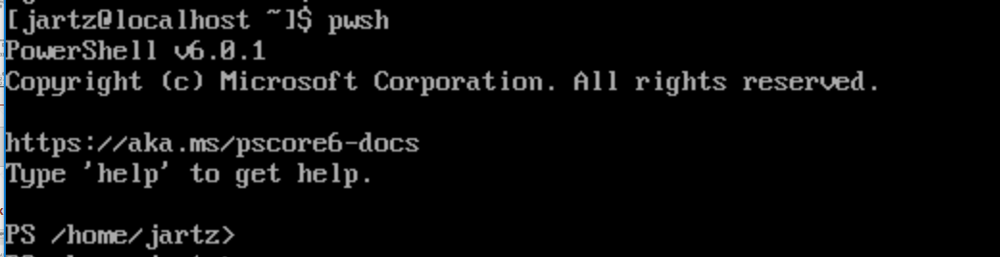 [jartz@localhost ~]$ pwsh
PowerShell v6.0.1
Copyright (c) Microsoft Corporation. All rights reserved.
https://aka.ms/pscore6-docs
Type 'help' to get help.
PS /home/jartz>